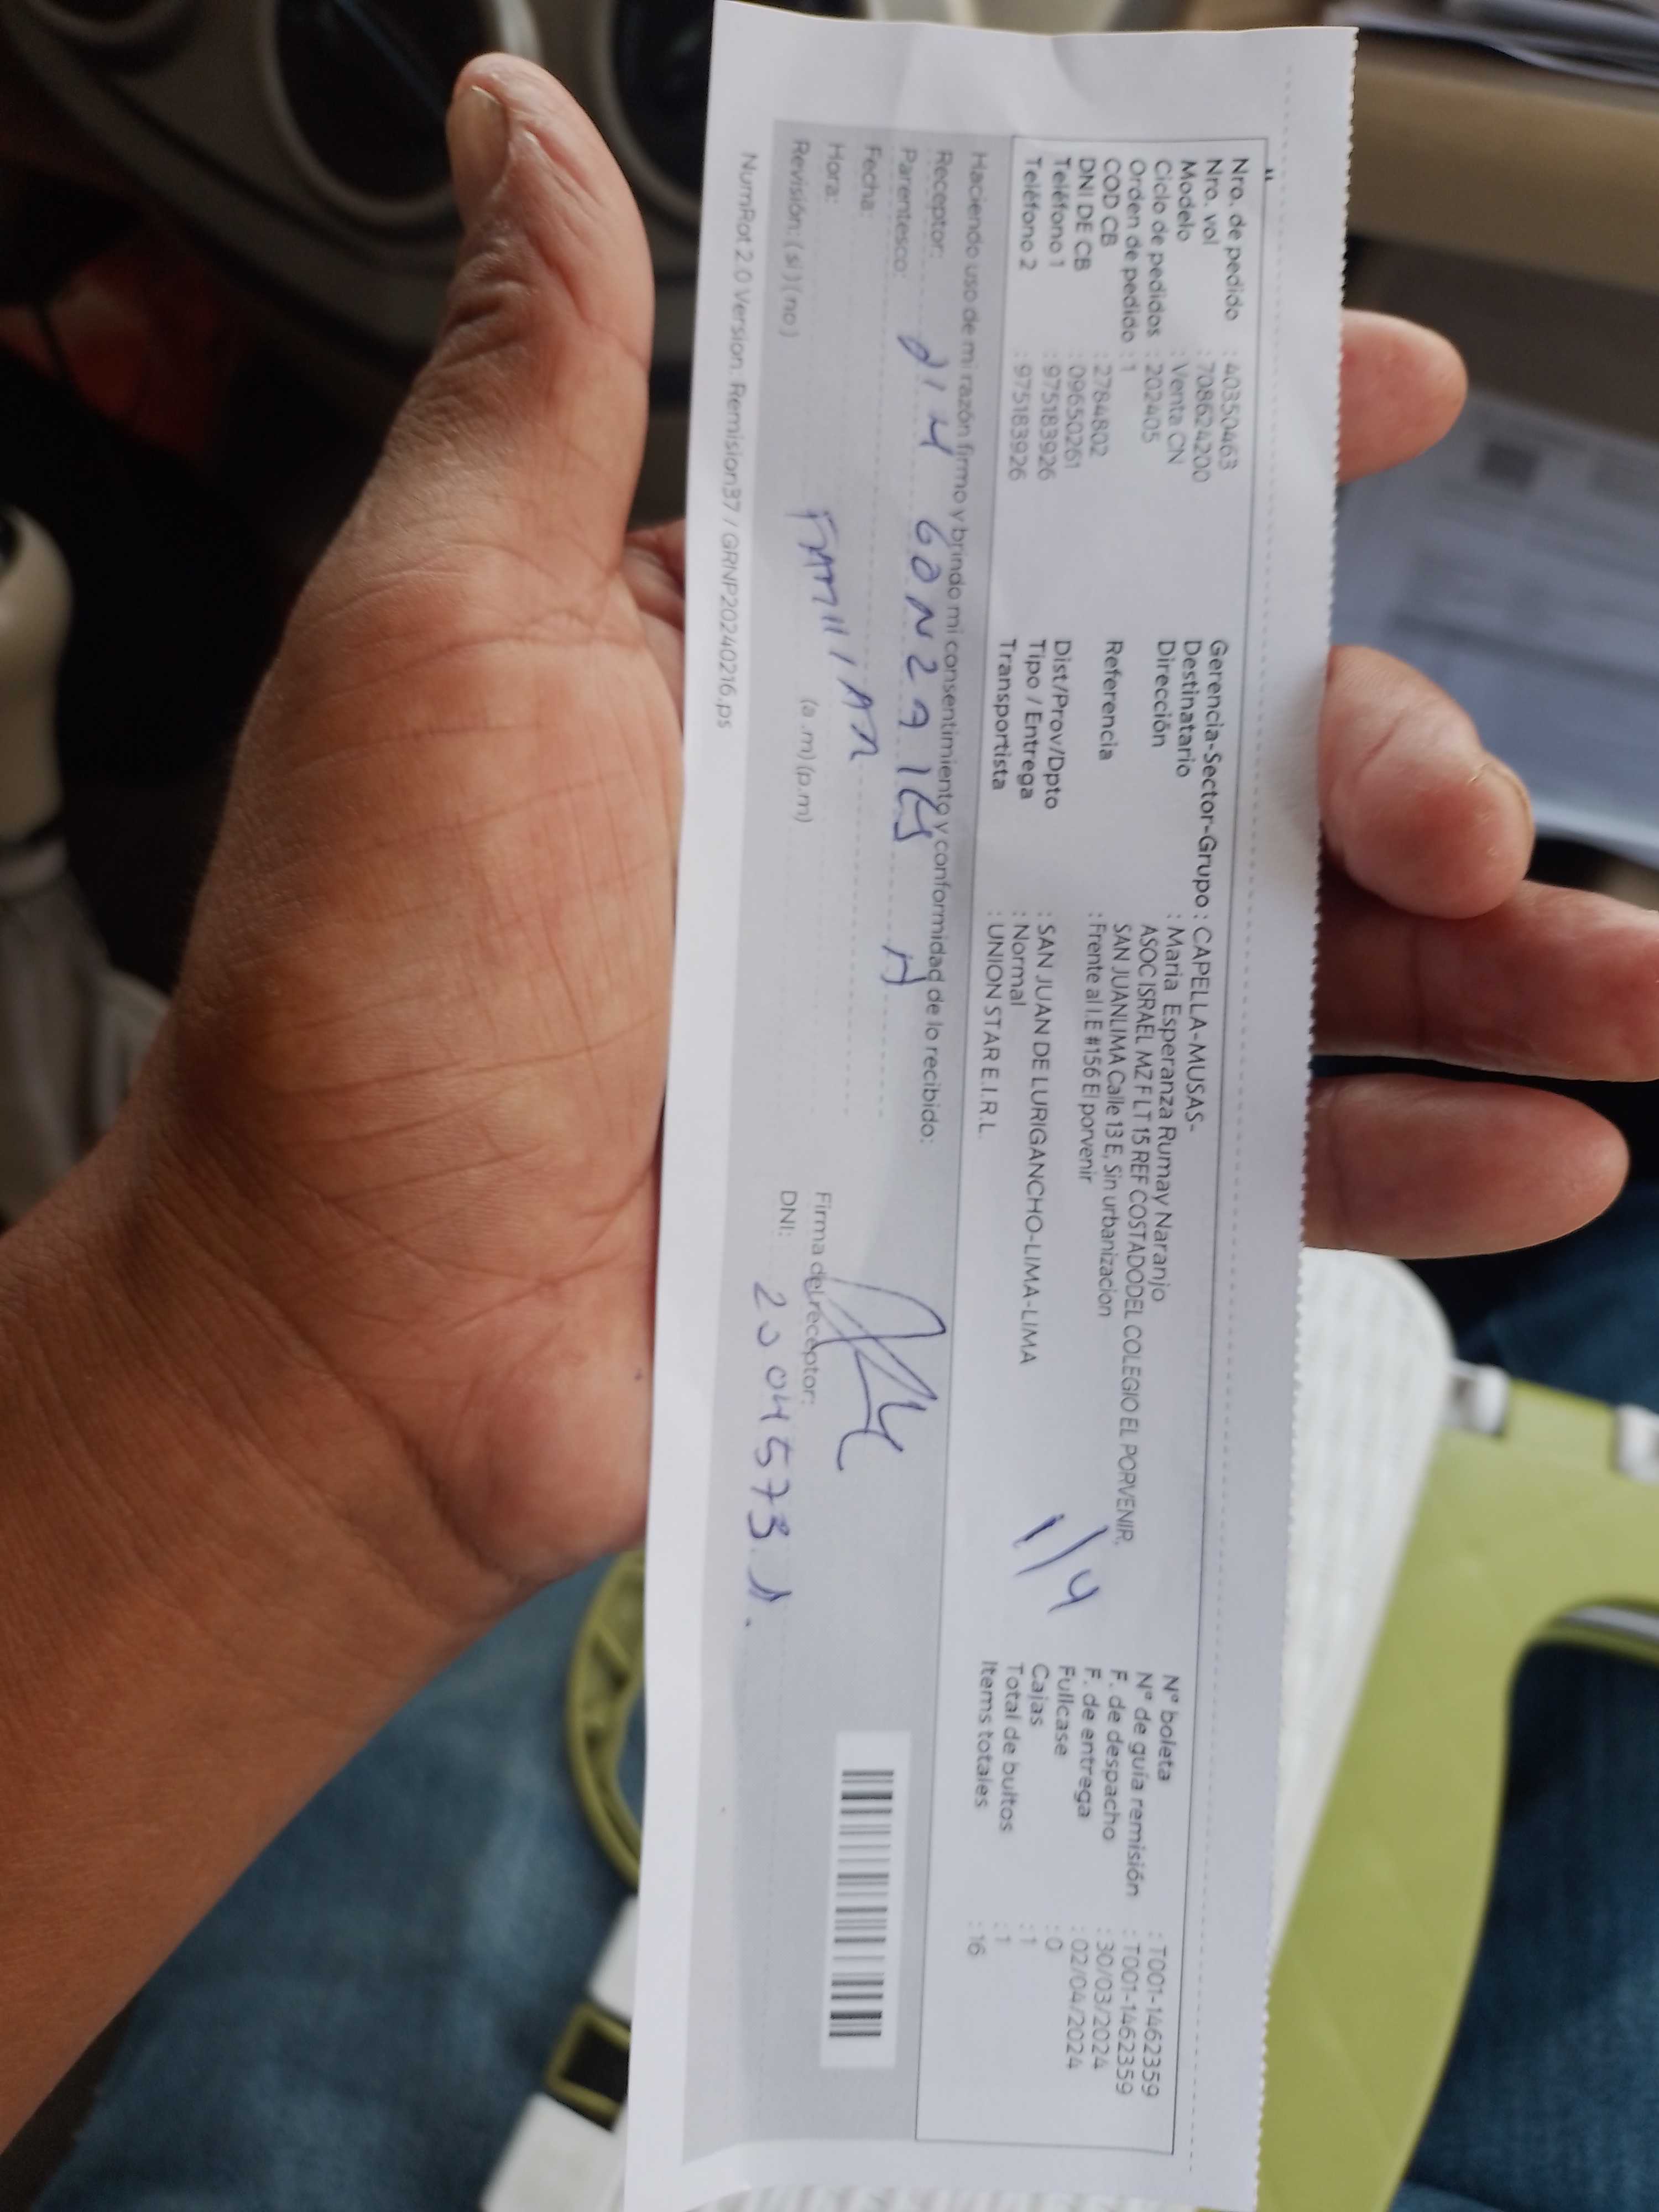 Nro. de pedido : 40350463
Nro. vol : 708624200
Modelo : Venta CN
Ciclo de pedidos : 202405
Orden de pedido : 1
COD CB : 2784802
DNI DE CB : 09650261
Teléfono 1 : 975183926
Teléfono 2 : 975183926
Gerencia-Sector-Grupo : CAPELLA-MUSAS-
Destinatario : Maria Esperanza Rumay Naranjo
Dirección ASOC ISRAEL MZ F LT 15 REF COSTADODEL COLEGIO EL PORVENIR,
SAN JUANLIMA Calle 13 E, Sin urbanizacion
Referencia : Frente al I.E #156 El porvenir
Dist/Prov/Dpto : SAN JUAN DE LURIGANCHO-LIMA-LIMA
Tipo / Entrega : Normal
Transportista : UNION STAR E.I.R.L.
1/4
N° boleta : T001-1462359
N° de guía remisión : T001-1462359
F. de despacho : 30/03/2024
F. de entrega : 02/04/2024
Fullcase : 0
Cajas : 1
Total de bultos : 1
Items totales : 16
Haciendo uso de mi razón firmo y brindo mi consentimiento y conformidad de lo recibido:
Receptor:
Parentesco:
Fecha:
FAMILIAR
Hora: (a .m) (p.m)
Revisión: ( si ) ( no )
Firma del receptor:
DNI:
NumRot 2.0 Version: Remision37 / GRNP20240216.ps